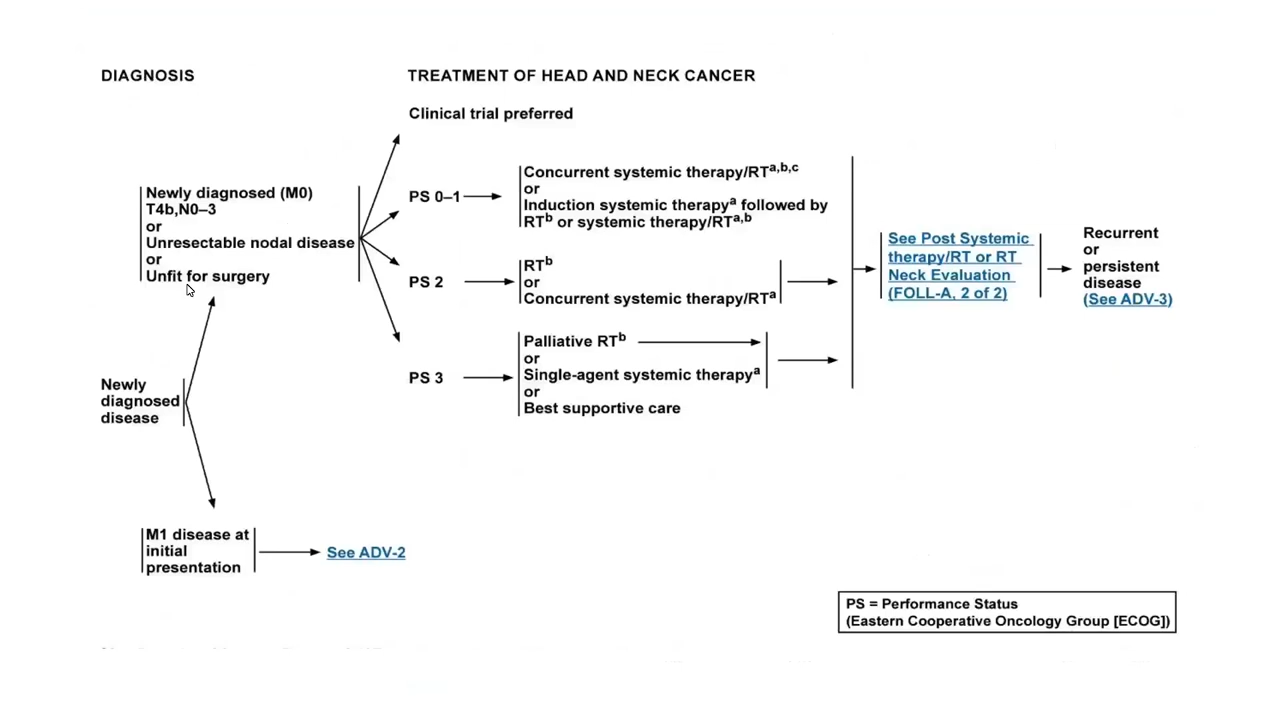 DIAGNOSIS
TREATMENT OF HEAD AND NECK CANCER
Clinical trial preferred
Newly diagnosed (M0)
T4b,N0–3
or
Unresectable nodal disease
or
Unfit for surgery
PS 0–1
Concurrent systemic therapy/RTa,b,c
or
Induction systemic therapya followed by
RTb or systemic therapy/RTa,b
PS 2
RTb
or
Concurrent systemic therapy/RTa
PS 3
Palliative RTb
or
Single-agent systemic therapya
or
Best supportive care
See Post Systemic
therapy/RT or RT
Neck Evaluation
(FOLL-A, 2 of 2)
Recurrent
or
persistent
disease
(See ADV-3)
Newly
diagnosed
disease
M1 disease at
initial
presentation
See ADV-2
PS = Performance Status
(Eastern Cooperative Oncology Group [ECOG])